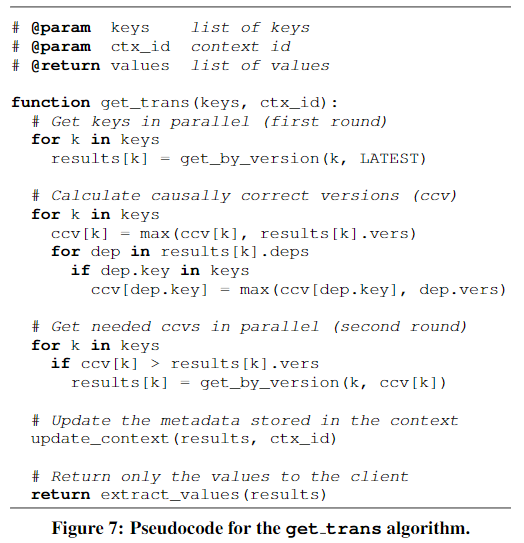 # @param  keys    list of keys
# @param  ctx_id  context id
# @return values  list of values
function get_trans(keys, ctx_id):
  # Get keys in parallel (first round)
  for k in keys
    results[k] = get_by_version(k, LATEST)
  # Calculate causally correct versions (ccv)
  for k in keys
    ccv[k] = max(ccv[k], results[k].vers)
    for dep in results[k].deps
      if dep.key in keys
        ccv[dep.key] = max(ccv[dep.key], dep.vers)
  # Get needed ccvs in parallel (second round)
  for k in keys
    if ccv[k] > results[k].vers
      results[k] = get_by_version(k, ccv[k])
  # Update the metadata stored in the context
  update_context(results, ctx_id)
  # Return only the values to the client
  return extract_values(results)
Figure 7: Pseudocode for the get_trans algorithm.